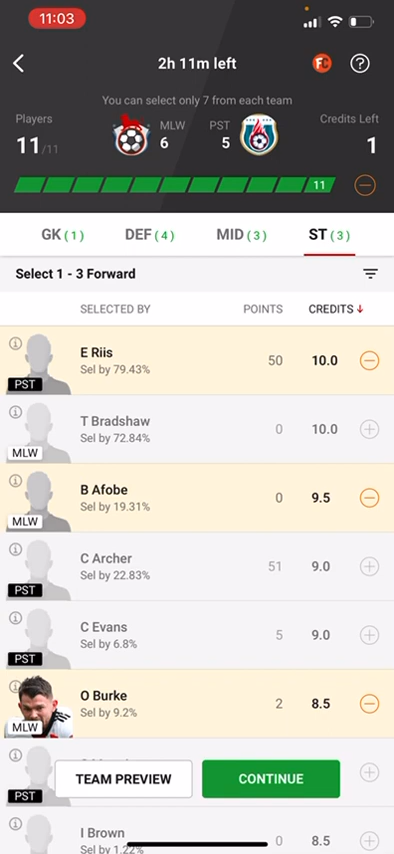 11:03
2h 11m left
FC
You can select only 7 from each team
Players
MLW
PST
Credits Left
11/11
6
5
1
11
GK (1)
DEF (4)
MID (3)
ST (3)
Select 1 - 3 Forward
SELECTED BY
POINTS
CREDITS
E Riis
Sel by 79.43%
50
10.0
PST
T Bradshaw
Sel by 72.84%
0
10.0
MLW
B Afobe
Sel by 19.31%
0
9.5
MLW
C Archer
Sel by 22.83%
51
9.0
PST
C Evans
Sel by 6.8%
5
9.0
PST
O Burke
Sel by 9.2%
2
8.5
MLW
PST
TEAM PREVIEW
CONTINUE
I Brown
Sel by 1.22%
0
8.5